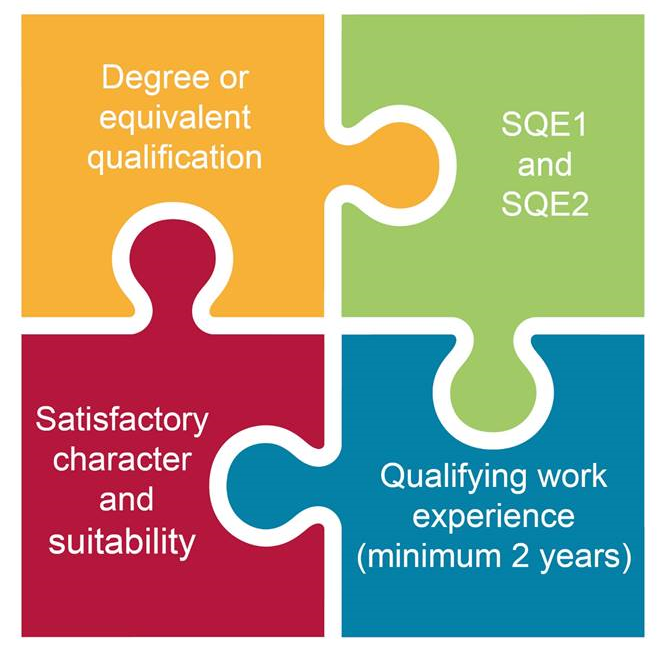 Degree or
equivalent
qualification
SQE1
and
SQE2
Satisfactory
character
and
suitability
Qualifying work
experience
(minimum 2 years)